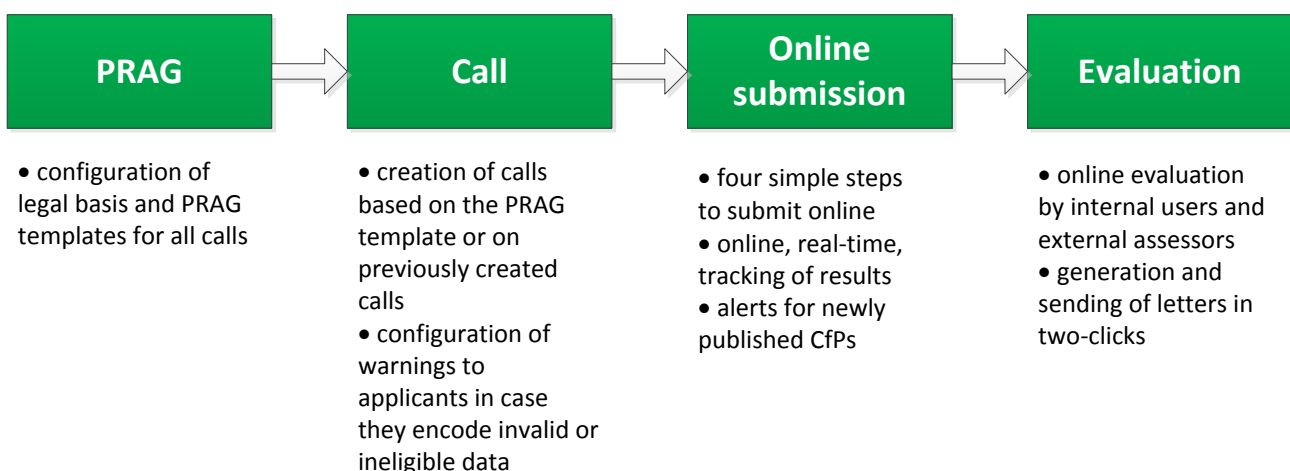 PRAG
Call
Online
submission
Evaluation
• configuration of
legal basis and PRAG
templates for all calls
• creation of calls
based on the PRAG
template or on
previously created
calls
• configuration of
warnings to
applicants in case
they encode invalid or
ineligible data
• four simple steps
to submit online
• online, real-time,
tracking of results
• alerts for newly
published CfPs
• online evaluation
by internal users and
external assessors
• generation and
sending of letters in
two-clicks